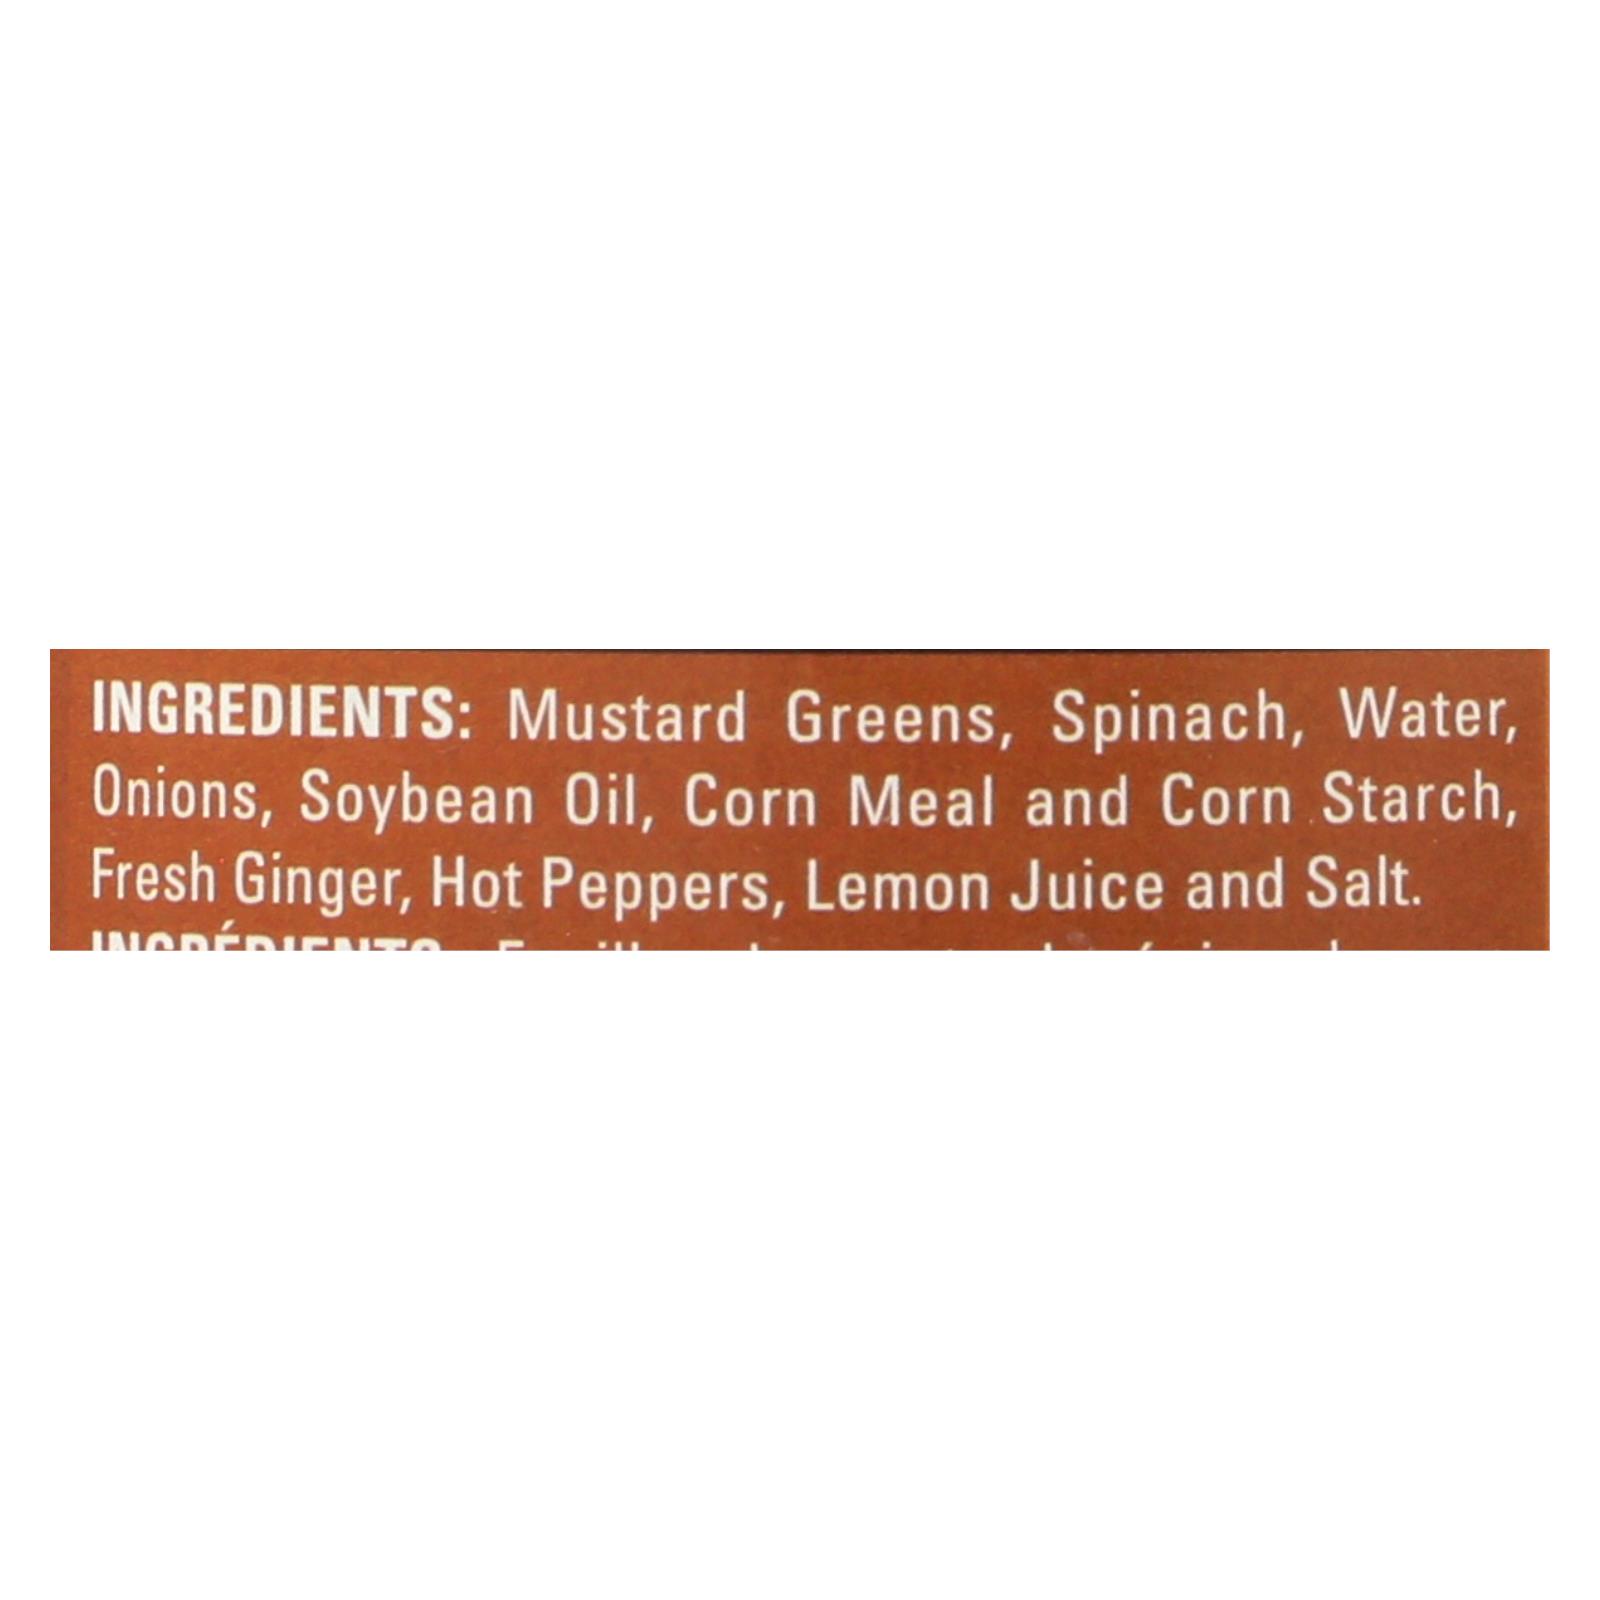 INGREDIENTS: Mustard Greens, Spinach, Water,
Onions, Soybean Oil, Corn Meal and Corn Starch,
Fresh Ginger, Hot Peppers, Lemon Juice and Salt.
INGRÉDIENTS